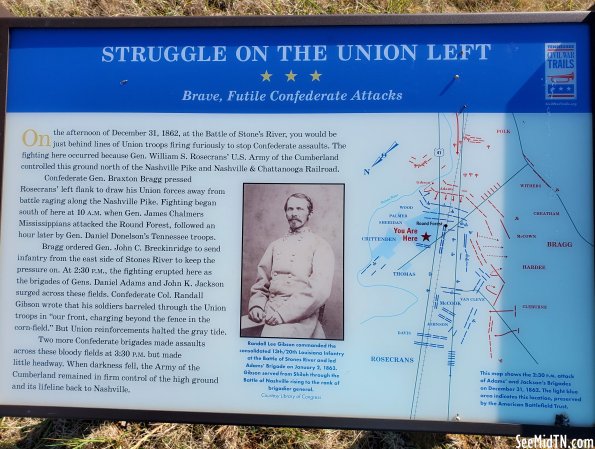 STRUGGLE ON THE UNION LEFT
Brave, Futile Confederate Attacks
TENNESSEE
CIVIL WAR
TRAILS
On the afternoon of December 31, 1862, at the Battle of Stone's River, you would be
just behind lines of Union troops firing furiously to stop Confederate assaults. The
fighting here occurred because Gen. William S. Rosecrans' U.S. Army of the Cumberland
controlled this ground north of the Nashville Pike and Nashville & Chattanooga Railroad.
Confederate Gen. Braxton Bragg pressed
Rosecrans' left flank to draw his Union forces away from
battle raging along the Nashville Pike. Fighting began
south of here at 10 A.M. when Gen. James Chalmers
Mississippians attacked the Round Forest, followed an
hour later by Gen. Daniel Donelson's Tennessee troops.
Bragg ordered Gen. John C. Breckinridge to send
infantry from the east side of Stones River to keep the
pressure on. At 2:30 P.M., the fighting erupted here as
the brigades of Gens. Daniel Adams and John K. Jackson
surged across these fields. Confederate Col. Randall
Gibson wrote that his soldiers barreled through the Union
troops in "our front, charging beyond the fence in the
corn-field." But Union reinforcements halted the gray tide.
Two more Confederate brigades made assaults
across these bloody fields at 3:30 P.M. but made
little headway. When darkness fell, the Army of the
Cumberland remained in firm control of the high ground
and its lifeline back to Nashville.
Randall Lee Gibson commanded the
consolidated 13th/20th Louisiana Infantry
at the Battle of Stones River and led
Adams' Brigade on January 2, 1863.
Gibson served from Shiloh through the
Battle of Nashville rising to the rank of
brigadier general.
Courtesy Library of Congress
41
POLK
WITHERS
CHEATHAM
McCOWN
BRAGG
HARDEE
CLEBURNE
WOOD
PALMER
SHERIDAN
Round Forest
You Are
Here
CRITTENDEN
THOMAS
VAN CLEVE
McCOOK
JOHNSON
DAVIS
ROSECRANS
This map shows the 2:30 P.M. attack
of Adams' and Jackson's Brigades
on December 31, 1862. The light blue
area indicates this location, preserved
by the American Battlefield Trust.
SeeMidTN.com